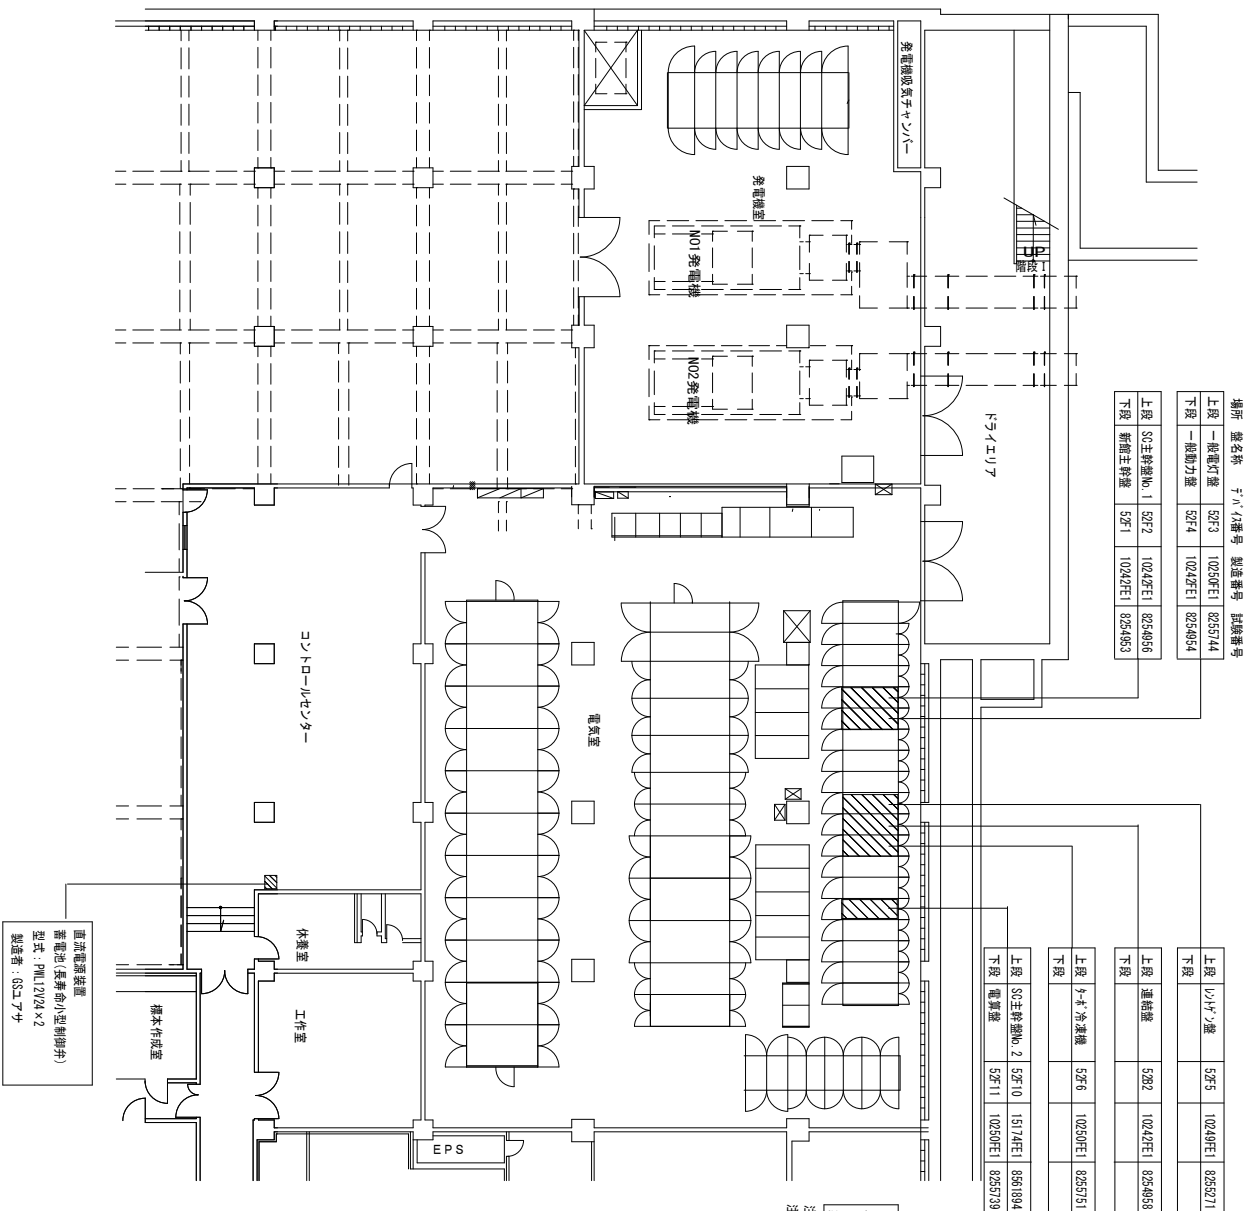 発電機吸気チャンバー
発電機室
NO1発電機
NO2発電機
UP
階段 1
ドライエリア
場所 盤名称 ﾃﾞﾊﾞｲｽ番号 製造番号 試験番号
上段 一般電灯盤 52F3 10250FE1 8255744
下段 一般動力盤 52F4 10242FE1 8254954
上段 SC主幹盤No.1 52F2 10242FE1 8254956
下段 新館主幹盤 52F1 10242FE1 8254953
コントロールセンター
電気室
上段 ﾚﾝﾄｹﾞﾝ盤 52F5 10249FE1 8255271
下段
上段 連絡盤 52B2 10242FE1 8254958
下段
上段 ﾀｰﾎﾞ冷凍機 52F6 10250FE1 8255751
下段
上段 SC主幹盤No.2 52F10 15174FE1 8561894
下段 電算盤 52F11 10250FE1 8255739
休養室
工作室
標本作成室
EPS
直流電源装置
蓄電池(長寿命小型制御弁)
型式：PWL12V24×2
製造者：GSユアサ